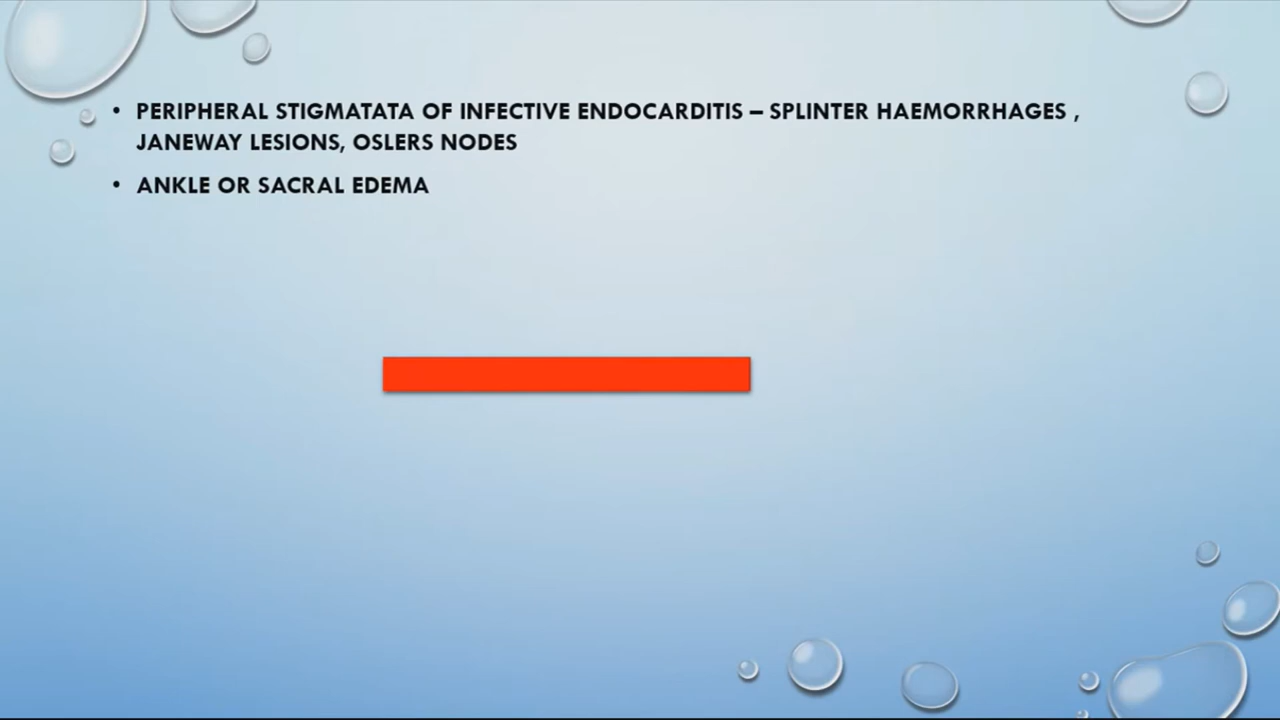 • PERIPHERAL STIGMATATA OF INFECTIVE ENDOCARDITIS – SPLINTER HAEMORRHAGES ,
JANEWAY LESIONS, OSLERS NODES
• ANKLE OR SACRAL EDEMA